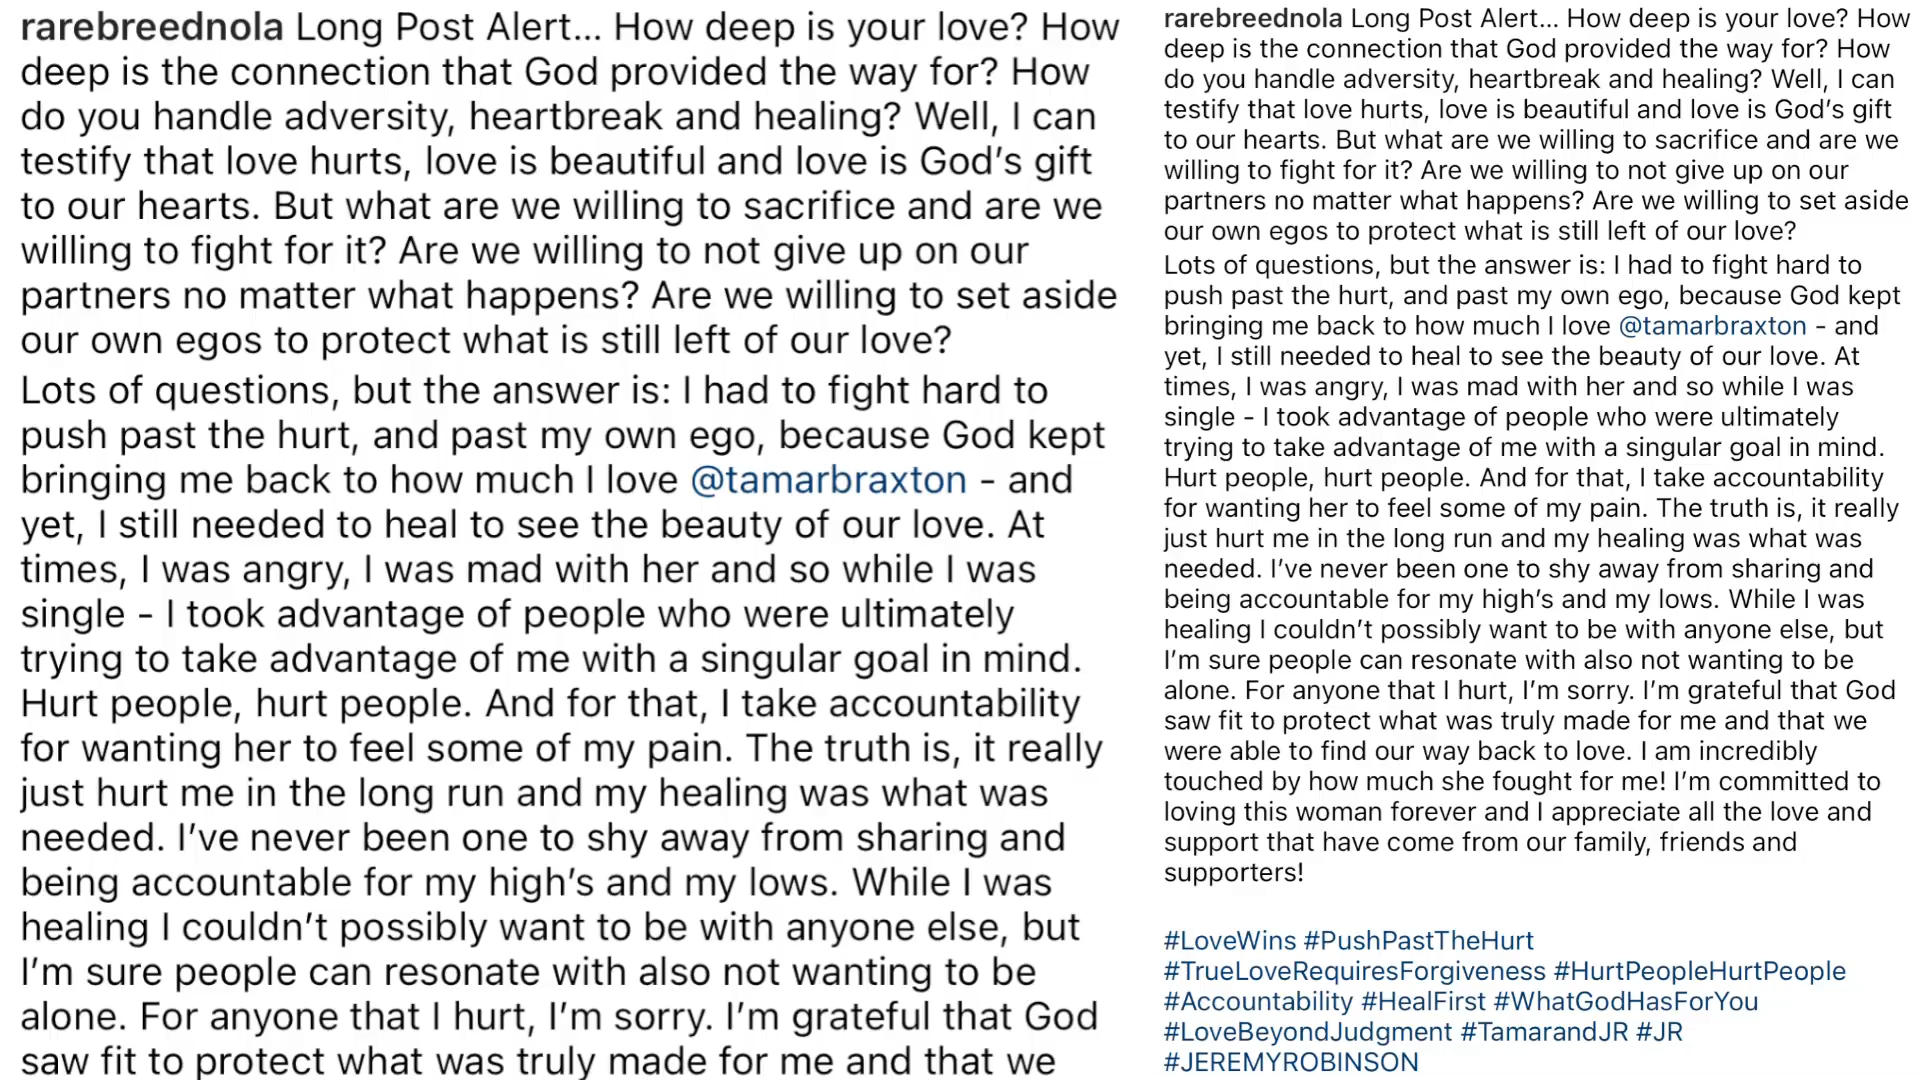 rarebreednola Long Post Alert... How deep is your love? How
deep is the connection that God provided the way for? How
do you handle adversity, heartbreak and healing? Well, I can
testify that love hurts, love is beautiful and love is God's gift
to our hearts. But what are we willing to sacrifice and are we
willing to fight for it? Are we willing to not give up on our
partners no matter what happens? Are we willing to set aside
our own egos to protect what is still left of our love?
Lots of questions, but the answer is: I had to fight hard to
push past the hurt, and past my own ego, because God kept
bringing me back to how much I love @tamarbraxton - and
yet, I still needed to heal to see the beauty of our love. At
times, I was angry, I was mad with her and so while I was
single - I took advantage of people who were ultimately
trying to take advantage of me with a singular goal in mind.
Hurt people, hurt people. And for that, I take accountability
for wanting her to feel some of my pain. The truth is, it really
just hurt me in the long run and my healing was what was
needed. I've never been one to shy away from sharing and
being accountable for my high's and my lows. While I was
healing I couldn't possibly want to be with anyone else, but
I'm sure people can resonate with also not wanting to be
alone. For anyone that I hurt, I'm sorry. I'm grateful that God
saw fit to protect what was truly made for me and that we
rarebreednola Long Post Alert... How deep is your love? How
deep is the connection that God provided the way for? How
do you handle adversity, heartbreak and healing? Well, I can
testify that love hurts, love is beautiful and love is God's gift
to our hearts. But what are we willing to sacrifice and are we
willing to fight for it? Are we willing to not give up on our
partners no matter what happens? Are we willing to set aside
our own egos to protect what is still left of our love?
Lots of questions, but the answer is: I had to fight hard to
push past the hurt, and past my own ego, because God kept
bringing me back to how much I love @tamarbraxton - and
yet, I still needed to heal to see the beauty of our love. At
times, I was angry, I was mad with her and so while I was
single - I took advantage of people who were ultimately
trying to take advantage of me with a singular goal in mind.
Hurt people, hurt people. And for that, I take accountability
for wanting her to feel some of my pain. The truth is, it really
just hurt me in the long run and my healing was what was
needed. I've never been one to shy away from sharing and
being accountable for my high's and my lows. While I was
healing I couldn't possibly want to be with anyone else, but
I'm sure people can resonate with also not wanting to be
alone. For anyone that I hurt, I'm sorry. I'm grateful that God
saw fit to protect what was truly made for me and that we
were able to find our way back to love. I am incredibly
touched by how much she fought for me! I'm committed to
loving this woman forever and I appreciate all the love and
support that have come from our family, friends and
supporters!
#LoveWins #PushPastTheHurt
#TrueLoveRequiresForgiveness #HurtPeopleHurtPeople
#Accountability #HealFirst #WhatGodHasForYou
#LoveBeyondJudgment #TamarandJR #JR
#JEREMYROBINSON